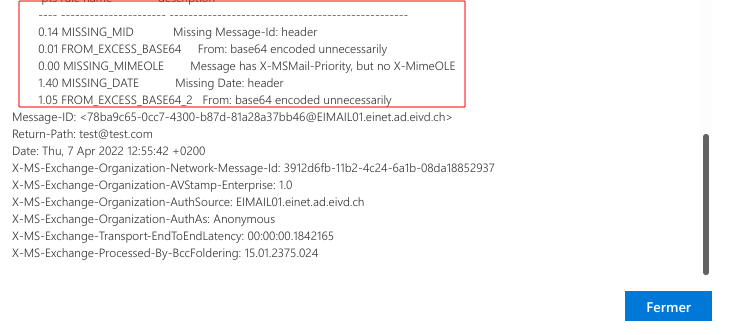 pts rule name description
---- -------------------- --------------------------------------------
0.14 MISSING_MID Missing Message-Id: header
0.01 FROM_EXCESS_BASE64 From: base64 encoded unnecessarily
0.00 MISSING_MIMEOLE Message has X-MSMail-Priority, but no X-MimeOLE
1.40 MISSING_DATE Missing Date: header
1.05 FROM_EXCESS_BASE64_2 From: base64 encoded unnecessarily
Message-ID: <78ba9c65-0cc7-4300-b87d-81a28a37bb46@EIMAIL01.einet.ad.eivd.ch>
Return-Path: test@test.com
Date: Thu, 7 Apr 2022 12:55:42 +0200
X-MS-Exchange-Organization-Network-Message-Id: 3912d6fb-11b2-4c24-6a1b-08da18852937
X-MS-Exchange-Organization-AVStamp-Enterprise: 1.0
X-MS-Exchange-Organization-AuthSource: EIMAIL01.einet.ad.eivd.ch
X-MS-Exchange-Organization-AuthAs: Anonymous
X-MS-Exchange-Transport-EndToEndLatency: 00:00:00.1842165
X-MS-Exchange-Processed-By-BccFoldering: 15.01.2375.024
Fermer